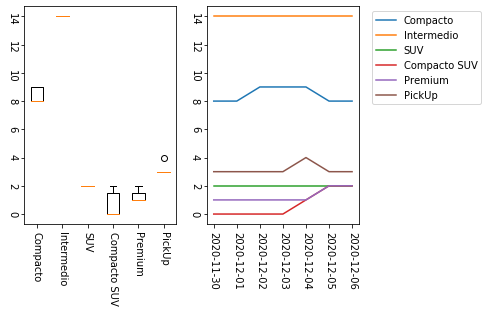 14
12
10
8
6
4
2
0
Compacto
Intermedio
SUV
Compacto SUV
Premium
PickUp
14
12
10
8
6
4
2
0
2020-11-30
2020-12-01
2020-12-02
2020-12-03
2020-12-04
2020-12-05
2020-12-06
Compacto
Intermedio
SUV
Compacto SUV
Premium
PickUp